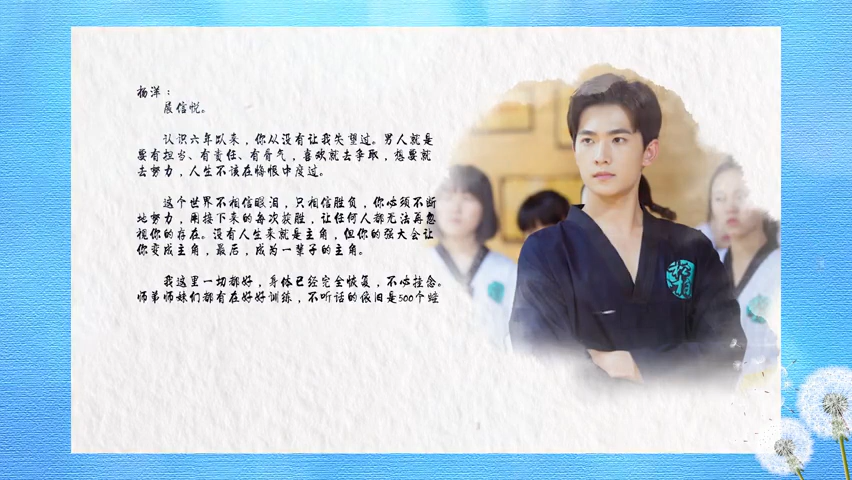 杨洋：
展信悦。
认识六年以来，你从没有让我失望过。男人就是
要有担当、有责任、有骨气，喜欢就去争取，想要就
去努力，人生不该在悔恨中度过。
这个世界不相信眼泪，只相信胜负，你必须不断
地努力，用接下来的每次获胜，让任何人都无法再忽
视你的存在。没有人生来就是主角，但你的强大会让
你变成主角，最后，成为一辈子的主角。
我这里一切都好，身体已经完全恢复，不必挂念。
师弟师妹们都有在好好训练，不听话的依旧是500个蛙